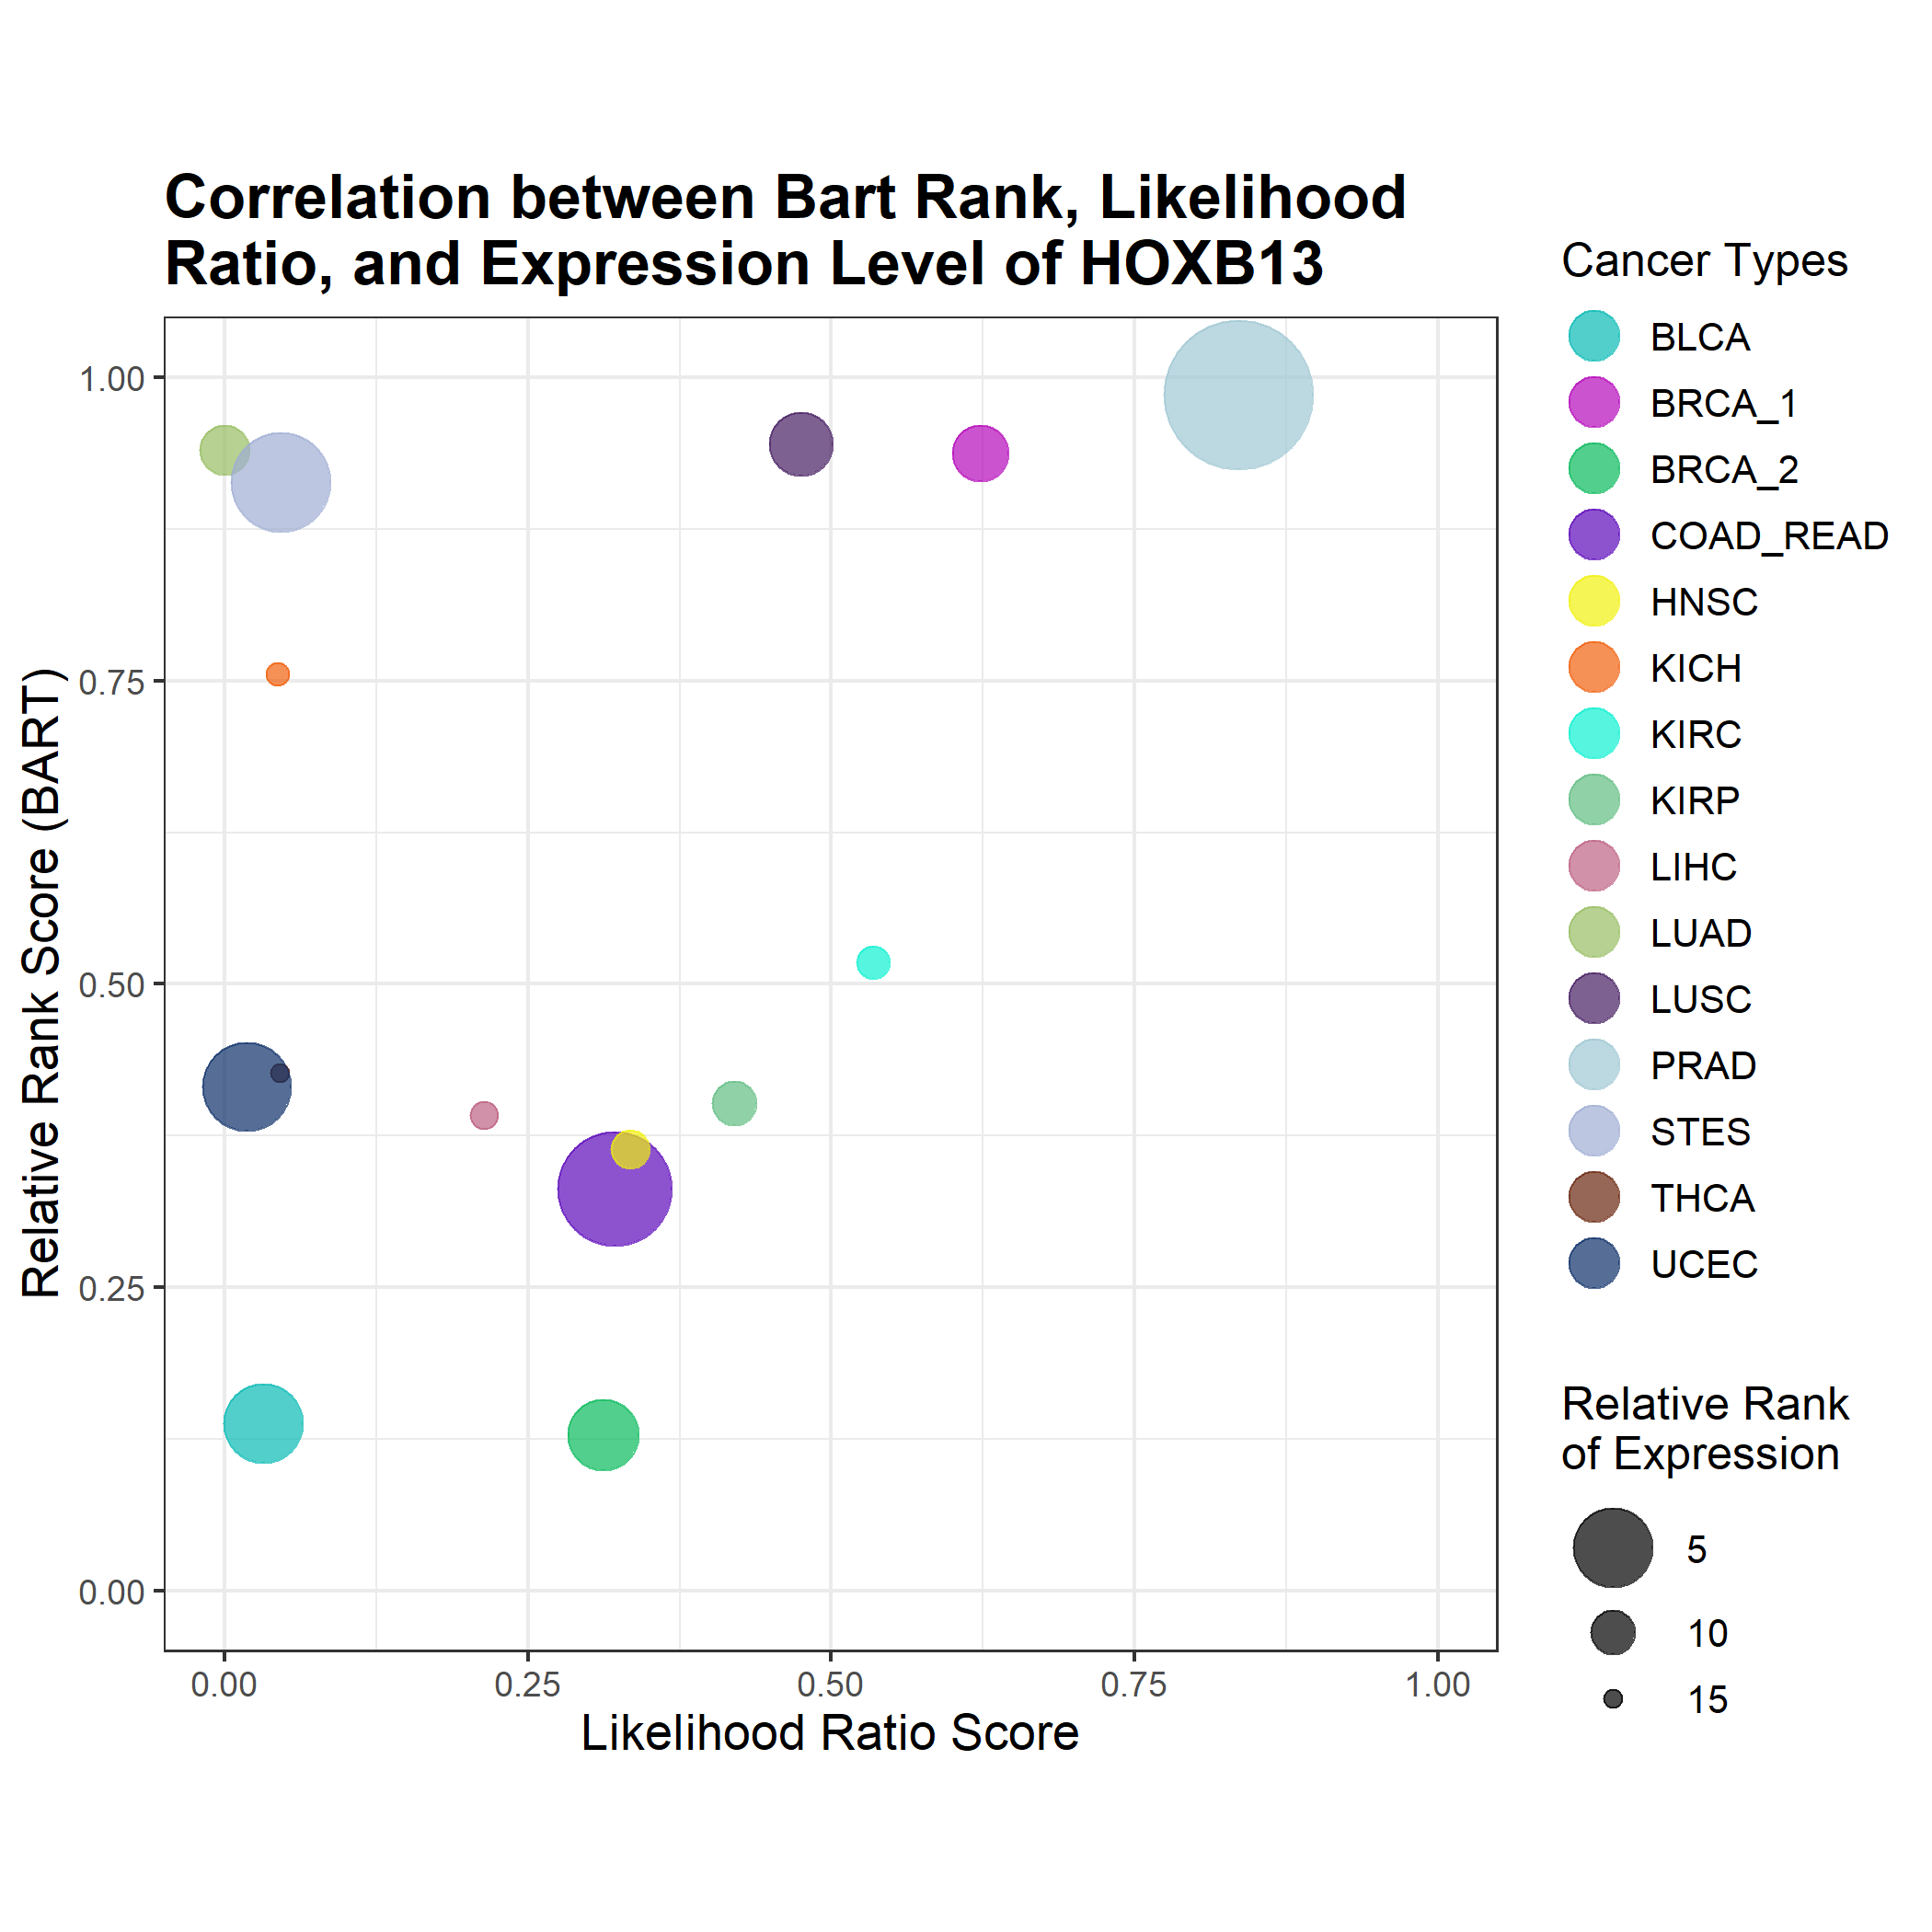 Correlation between Bart Rank, Likelihood
Ratio, and Expression Level of HOXB13
Relative Rank Score (BART)
1.00
0.75
0.50
0.25
0.00
0.00
0.25
0.50
0.75
1.00
Likelihood Ratio Score
Cancer Types
BLCA
BRCA_1
BRCA_2
COAD_READ
HNSC
KICH
KIRC
KIRP
LIHC
LUAD
LUSC
PRAD
STES
THCA
UCEC
Relative Rank
of Expression
5
10
15